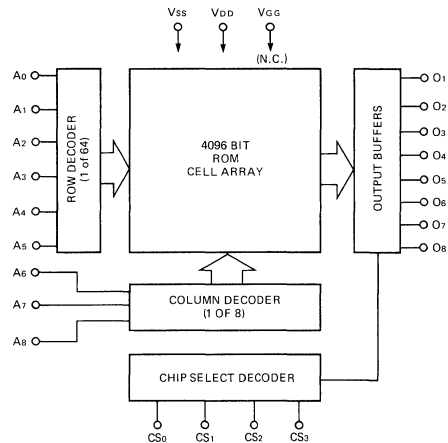 VSS VDD VGG
(N.C.)
A0
A1
A2
A3
A4
A5
ROW DECODER
(1 of 64)
4096 BIT
ROM
CELL ARRAY
OUTPUT BUFFERS
O1
O2
O3
O4
O5
O6
O7
O8
A6
A7
A8
COLUMN DECODER
(1 OF 8)
CHIP SELECT DECODER
CS0 CS1 CS2 CS3